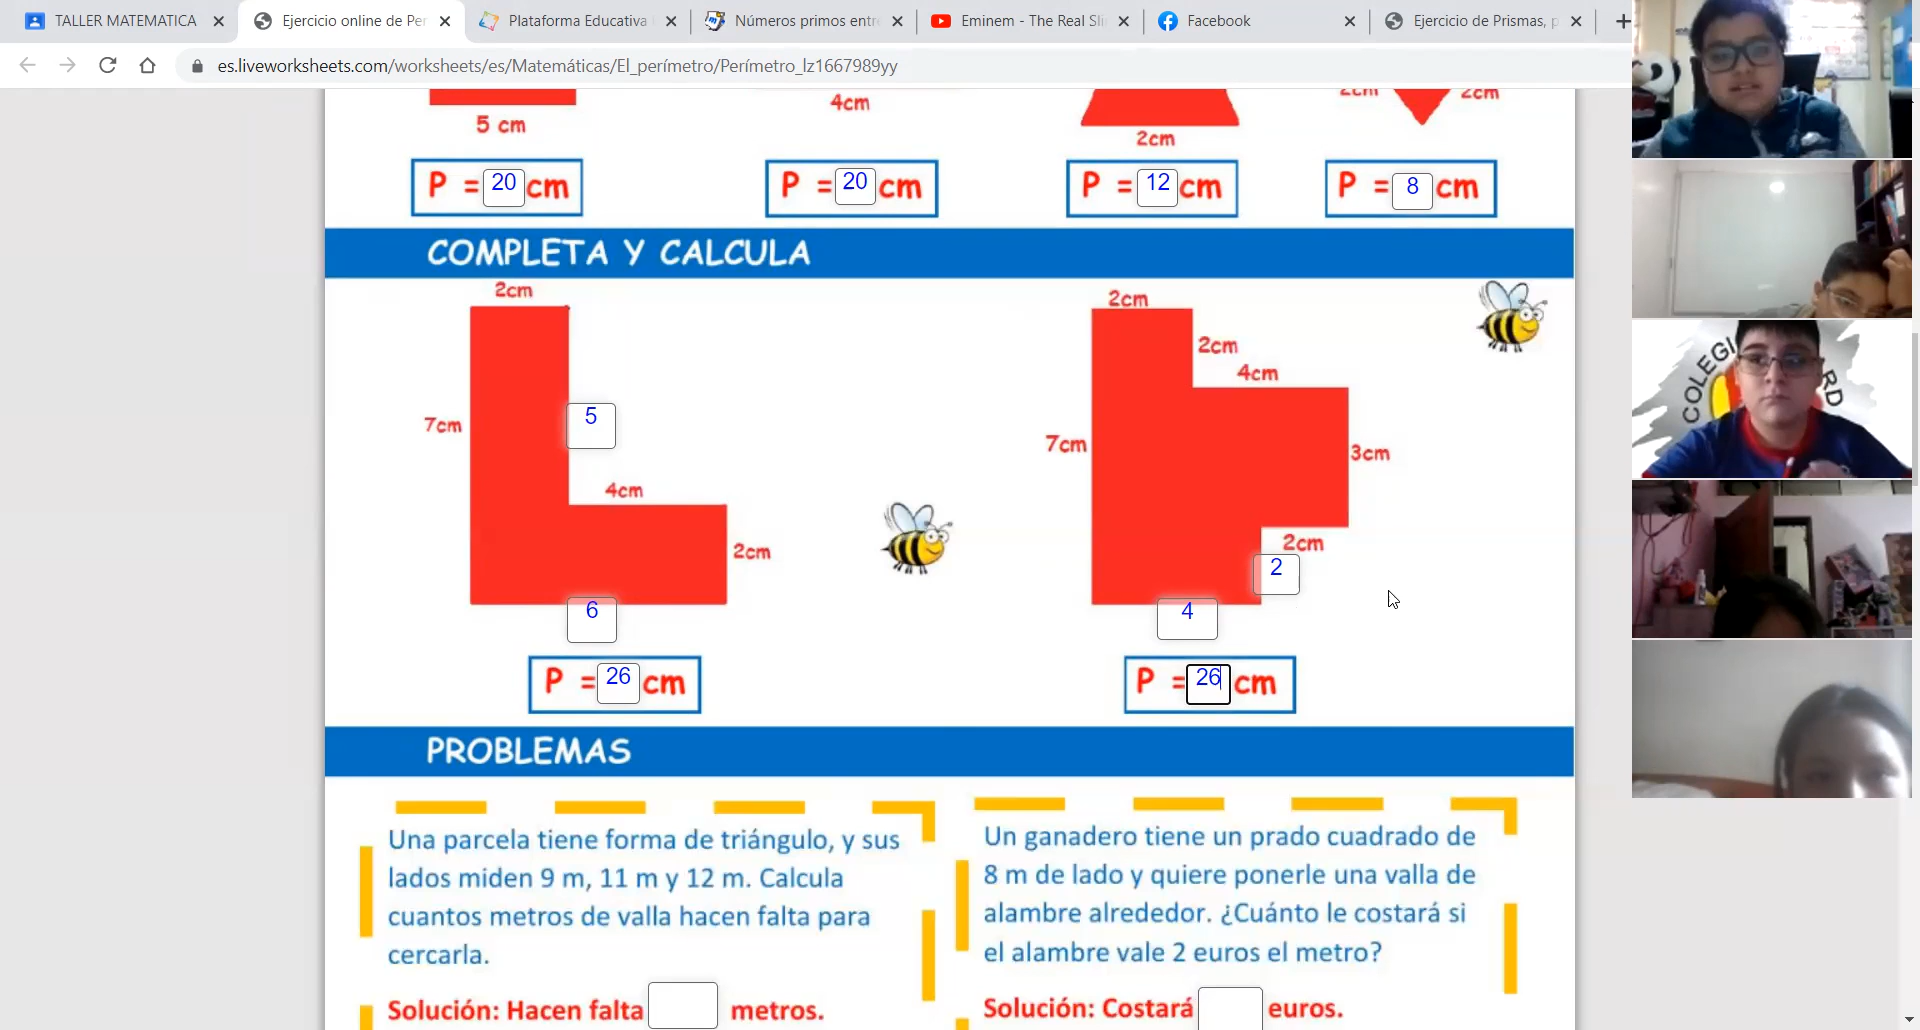 TALLER MATEMATICA
Ejercicio online de Per
Plataforma Educativa
Números primos entr
Eminem - The Real Sli
Facebook
Ejercicio de Prismas, p
es.liveworksheets.com/worksheets/es/Matemáticas/El_perímetro/Perímetro_lz1667989yy
5 cm
4cm
2cm
2cm
2cm
P = 20 cm
P = 20 cm
P = 12 cm
P = 8 cm
COMPLETA Y CALCULA
2cm
7cm
5
4cm
2cm
6
P = 26 cm
2cm
2cm
4cm
7cm
3cm
2cm
2
4
P = 26 cm
PROBLEMAS
Una parcela tiene forma de triángulo, y sus
lados miden 9 m, 11 m y 12 m. Calcula
cuantos metros de valla hacen falta para
cercarla.
Solución: Hacen falta metros.
Un ganadero tiene un prado cuadrado de
8 m de lado y quiere ponerle una valla de
alambre alrededor. ¿Cuánto le costará si
el alambre vale 2 euros el metro?
Solución: Costará euros.